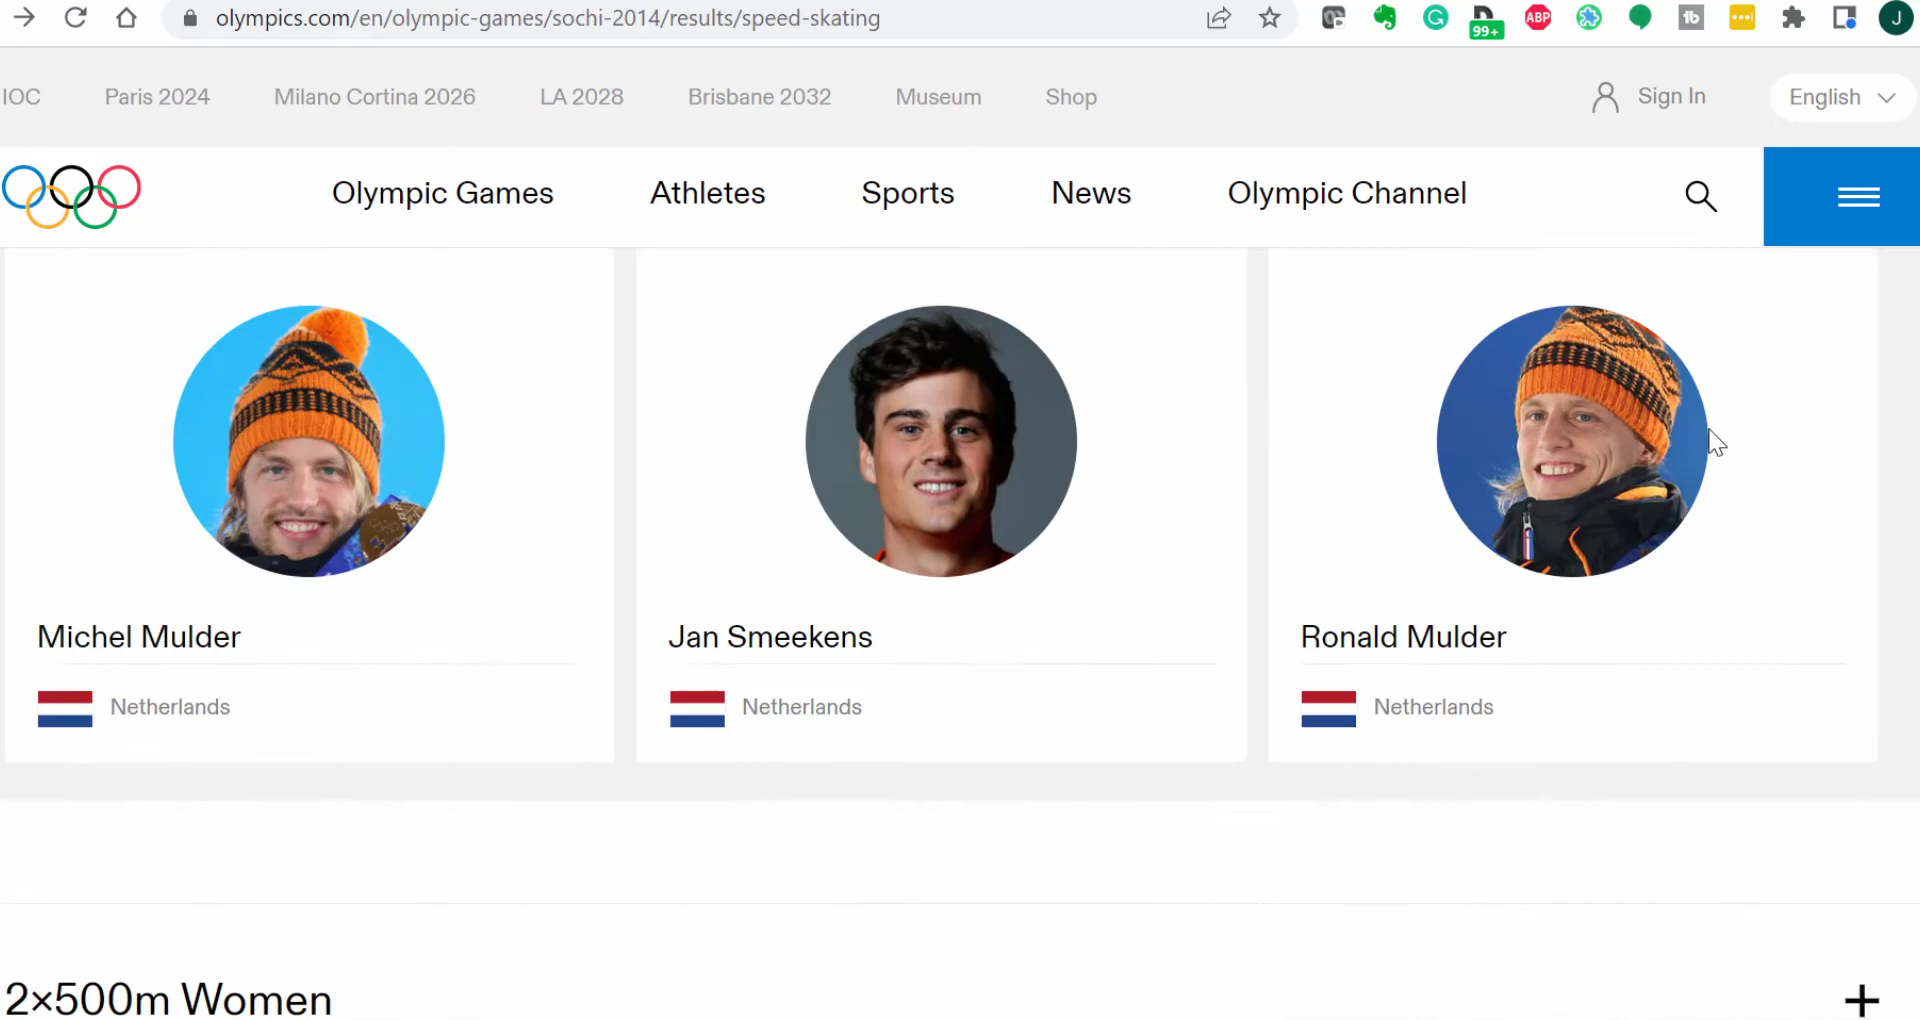 olympics.com/en/olympic-games/sochi-2014/results/speed-skating
99+
ABP
J
IOC Paris 2024 Milano Cortina 2026 LA 2028 Brisbane 2032 Museum Shop Sign In English
Olympic Games Athletes Sports News Olympic Channel
Michel Mulder Jan Smeekens Ronald Mulder
Netherlands Netherlands Netherlands
2×500m Women